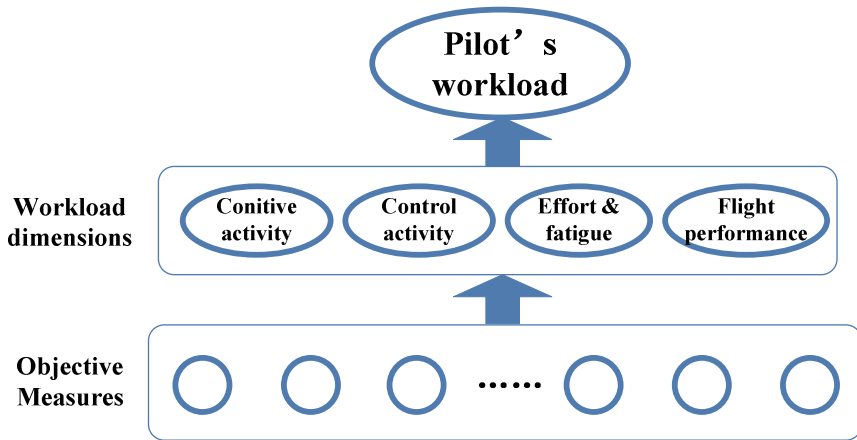 Pilot’ s
workload
Workload
dimensions
Conitive
activity
Control
activity
Effort &
fatigue
Flight
performance
Objective
Measures
……